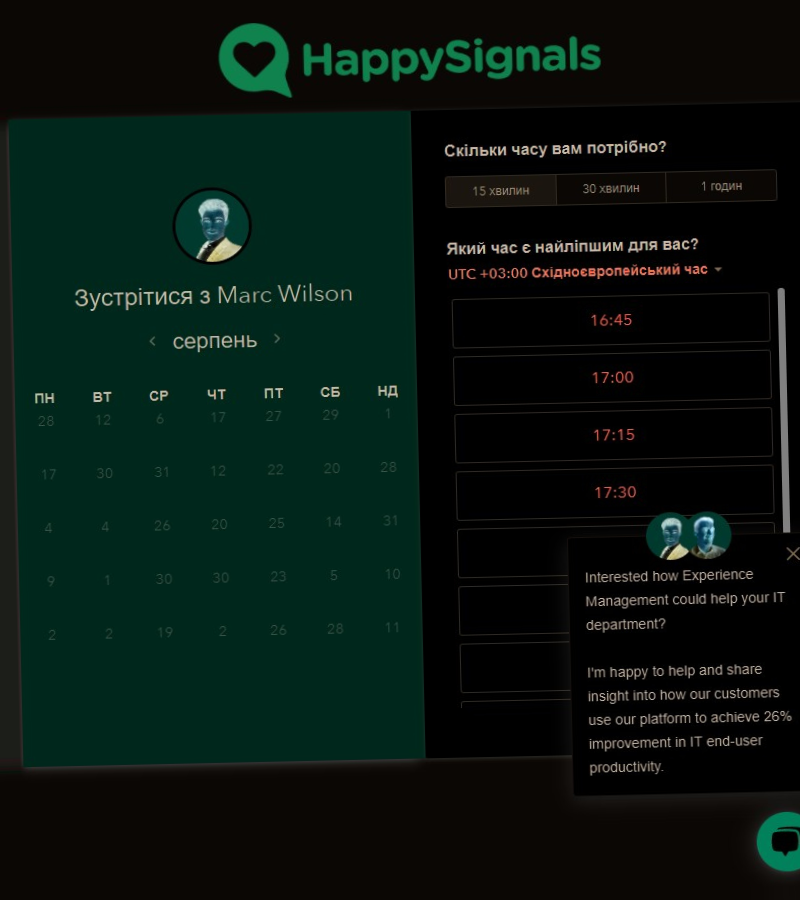 HappySignals
Зустрітися з Marc Wilson
серпень
ПН ВТ СР ЧТ ПТ СБ НД
28 12 6 17 27 29 1
17 30 31 12 22 20 28
4 4 26 20 25 14 31
9 1 30 30 23 5 10
2 2 19 2 26 28 11
Скільки часу вам потрібно?
15 хвилин 30 хвилин 1 годин
Який час є найліпшим для вас?
UTC +03:00 Східноєвропейський час
16:45
17:00
17:15
17:30
Interested how Experience
Management could help your IT
department?
I'm happy to help and share
insight into how our customers
use our platform to achieve 26%
improvement in IT end-user
productivity.